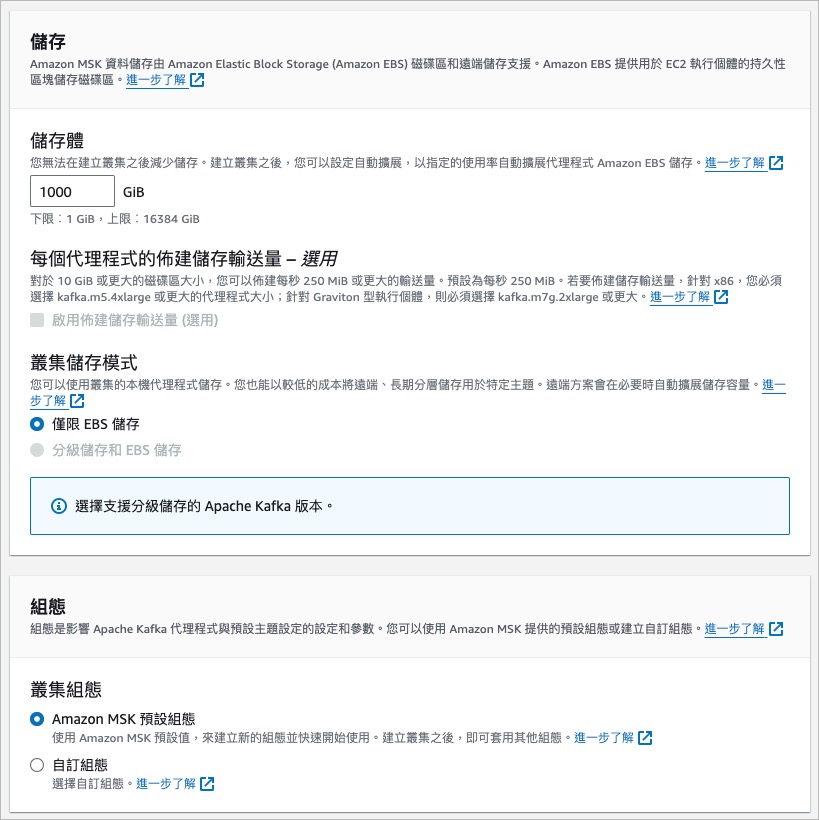 儲存
Amazon MSK 資料儲存由 Amazon Elastic Block Storage (Amazon EBS) 磁碟區和遠端儲存支援。Amazon EBS 提供用於 EC2 執行個體的持久性
區塊儲存磁碟區。進一步了解
儲存體
您無法在建立叢集之後減少儲存。建立叢集之後，您可以設定自動擴展，以指定的使用率自動擴展代理程式 Amazon EBS 儲存。進一步了解
1000 GiB
下限：1 GiB，上限：16384 GiB
每個代理程式的佈建儲存輸送量 – 選用
對於 10 GiB 或更大的磁碟區大小，您可以佈建每秒 250 MiB 或更大的輸送量。預設為每秒 250 MiB。若要佈建儲存輸送量，針對 x86，您必須
選擇 kafka.m5.4xlarge 或更大的代理程式大小；針對 Graviton 型執行個體，則必須選擇 kafka.m7g.2xlarge 或更大。進一步了解
啟用佈建儲存輸送量 (選用)
叢集儲存模式
您可以使用叢集的本機代理程式儲存。您也能以較低的成本將遠端、長期分層儲存用於特定主題。遠端方案會在必要時自動擴展儲存容量。進一
步了解
僅限 EBS 儲存
分級儲存和 EBS 儲存
選擇支援分級儲存的 Apache Kafka 版本。
組態
組態是影響 Apache Kafka 代理程式與預設主題設定的設定和參數。您可以使用 Amazon MSK 提供的預設組態或建立自訂組態。進一步了解
叢集組態
Amazon MSK 預設組態
使用 Amazon MSK 預設值，來建立新的組態並快速開始使用。建立叢集之後，即可套用其他組態。進一步了解
自訂組態
選擇自訂組態。進一步了解